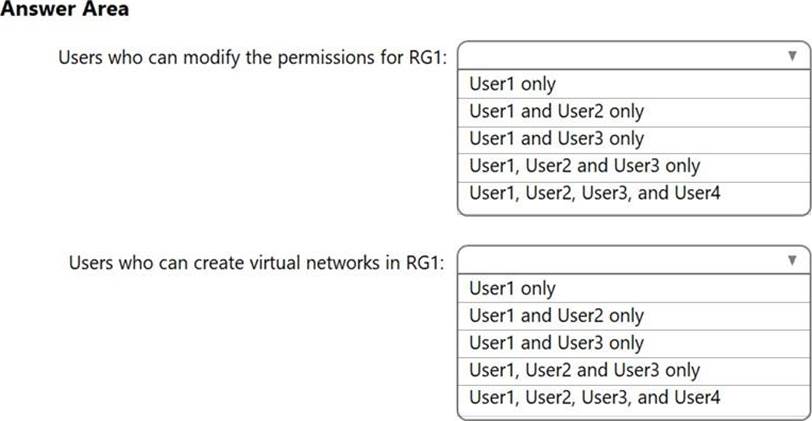 Answer Area
Users who can modify the permissions for RG1:
User1 only
User1 and User2 only
User1 and User3 only
User1, User2 and User3 only
User1, User2, User3, and User4
Users who can create virtual networks in RG1:
User1 only
User1 and User2 only
User1 and User3 only
User1, User2 and User3 only
User1, User2, User3, and User4